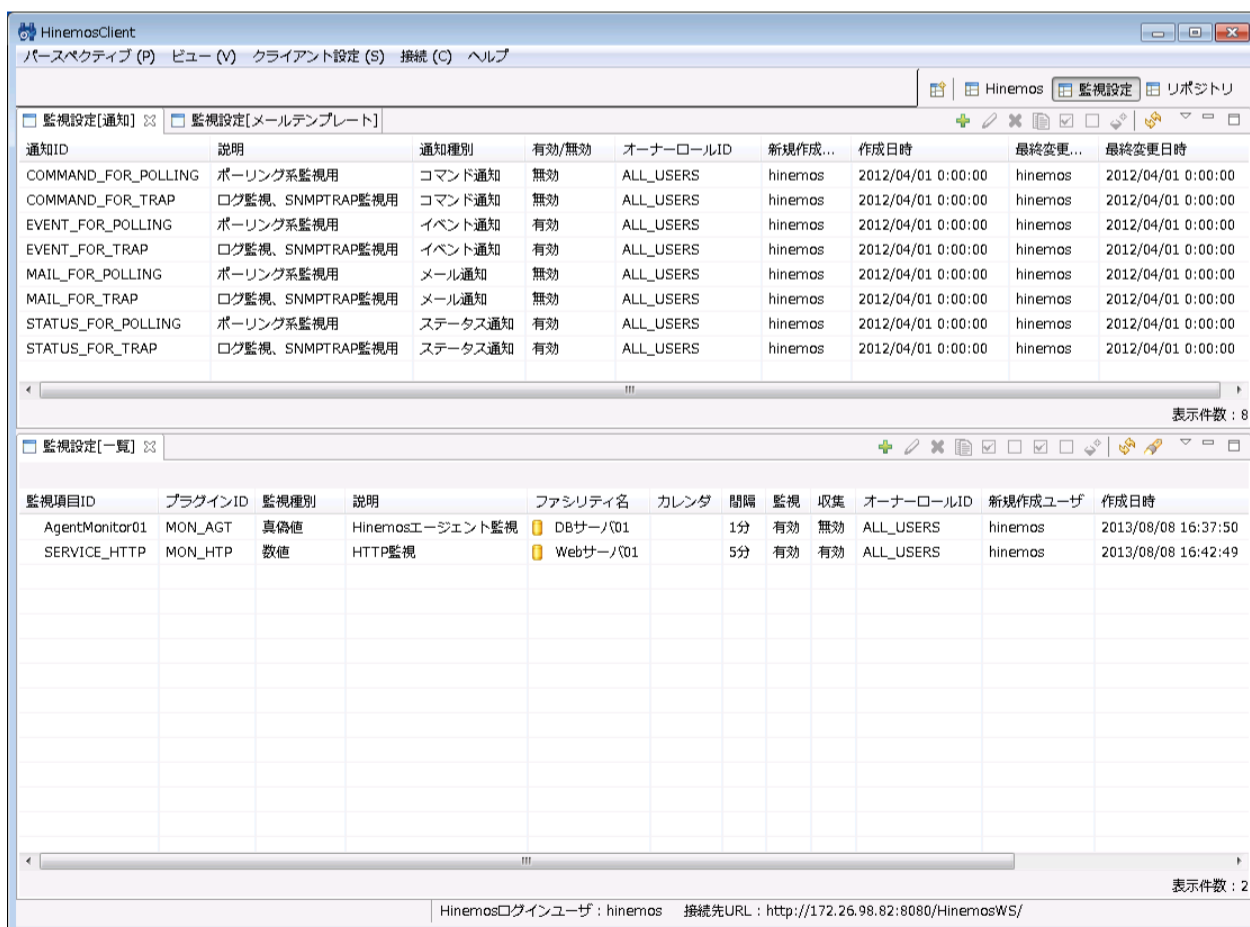 HinemosClient
パースペクティブ (P) ビュー (V) クライアント設定 (S) 接続 (C) ヘルプ
Hinemos 監視設定 リポジトリ
監視設定[通知] 監視設定[メールテンプレート]
通知ID 説明 通知種別 有効/無効 オーナーロールID 新規作成... 作成日時 最終変更... 最終変更日時
COMMAND_FOR_POLLING ポーリング系監視用 コマンド通知 無効 ALL_USERS hinemos 2012/04/01 0:00:00 hinemos 2012/04/01 0:00:00
COMMAND_FOR_TRAP ログ監視、SNMPTRAP監視用 コマンド通知 無効 ALL_USERS hinemos 2012/04/01 0:00:00 hinemos 2012/04/01 0:00:00
EVENT_FOR_POLLING ポーリング系監視用 イベント通知 有効 ALL_USERS hinemos 2012/04/01 0:00:00 hinemos 2012/04/01 0:00:00
EVENT_FOR_TRAP ログ監視、SNMPTRAP監視用 イベント通知 有効 ALL_USERS hinemos 2012/04/01 0:00:00 hinemos 2012/04/01 0:00:00
MAIL_FOR_POLLING ポーリング系監視用 メール通知 無効 ALL_USERS hinemos 2012/04/01 0:00:00 hinemos 2012/04/01 0:00:00
MAIL_FOR_TRAP ログ監視、SNMPTRAP監視用 メール通知 無効 ALL_USERS hinemos 2012/04/01 0:00:00 hinemos 2012/04/01 0:00:00
STATUS_FOR_POLLING ポーリング系監視用 ステータス通知 有効 ALL_USERS hinemos 2012/04/01 0:00:00 hinemos 2012/04/01 0:00:00
STATUS_FOR_TRAP ログ監視、SNMPTRAP監視用 ステータス通知 有効 ALL_USERS hinemos 2012/04/01 0:00:00 hinemos 2012/04/01 0:00:00
表示件数 : 8
監視設定[一覧]
監視項目ID プラグインID 監視種別 説明 ファシリティ名 カレンダ 間隔 監視 収集 オーナーロールID 新規作成ユーザ 作成日時
AgentMonitor01 MON_AGT 真偽値 Hinemosエージェント監視 DBサーバ01 1分 有効 無効 ALL_USERS hinemos 2013/08/08 16:37:50
SERVICE_HTTP MON_HTP 数値 HTTP監視 Webサーバ01 5分 有効 有効 ALL_USERS hinemos 2013/08/08 16:42:49
表示件数 : 2
Hinemosログインユーザ : hinemos 接続先URL : http://172.26.98.82:8080/HinemosWS/